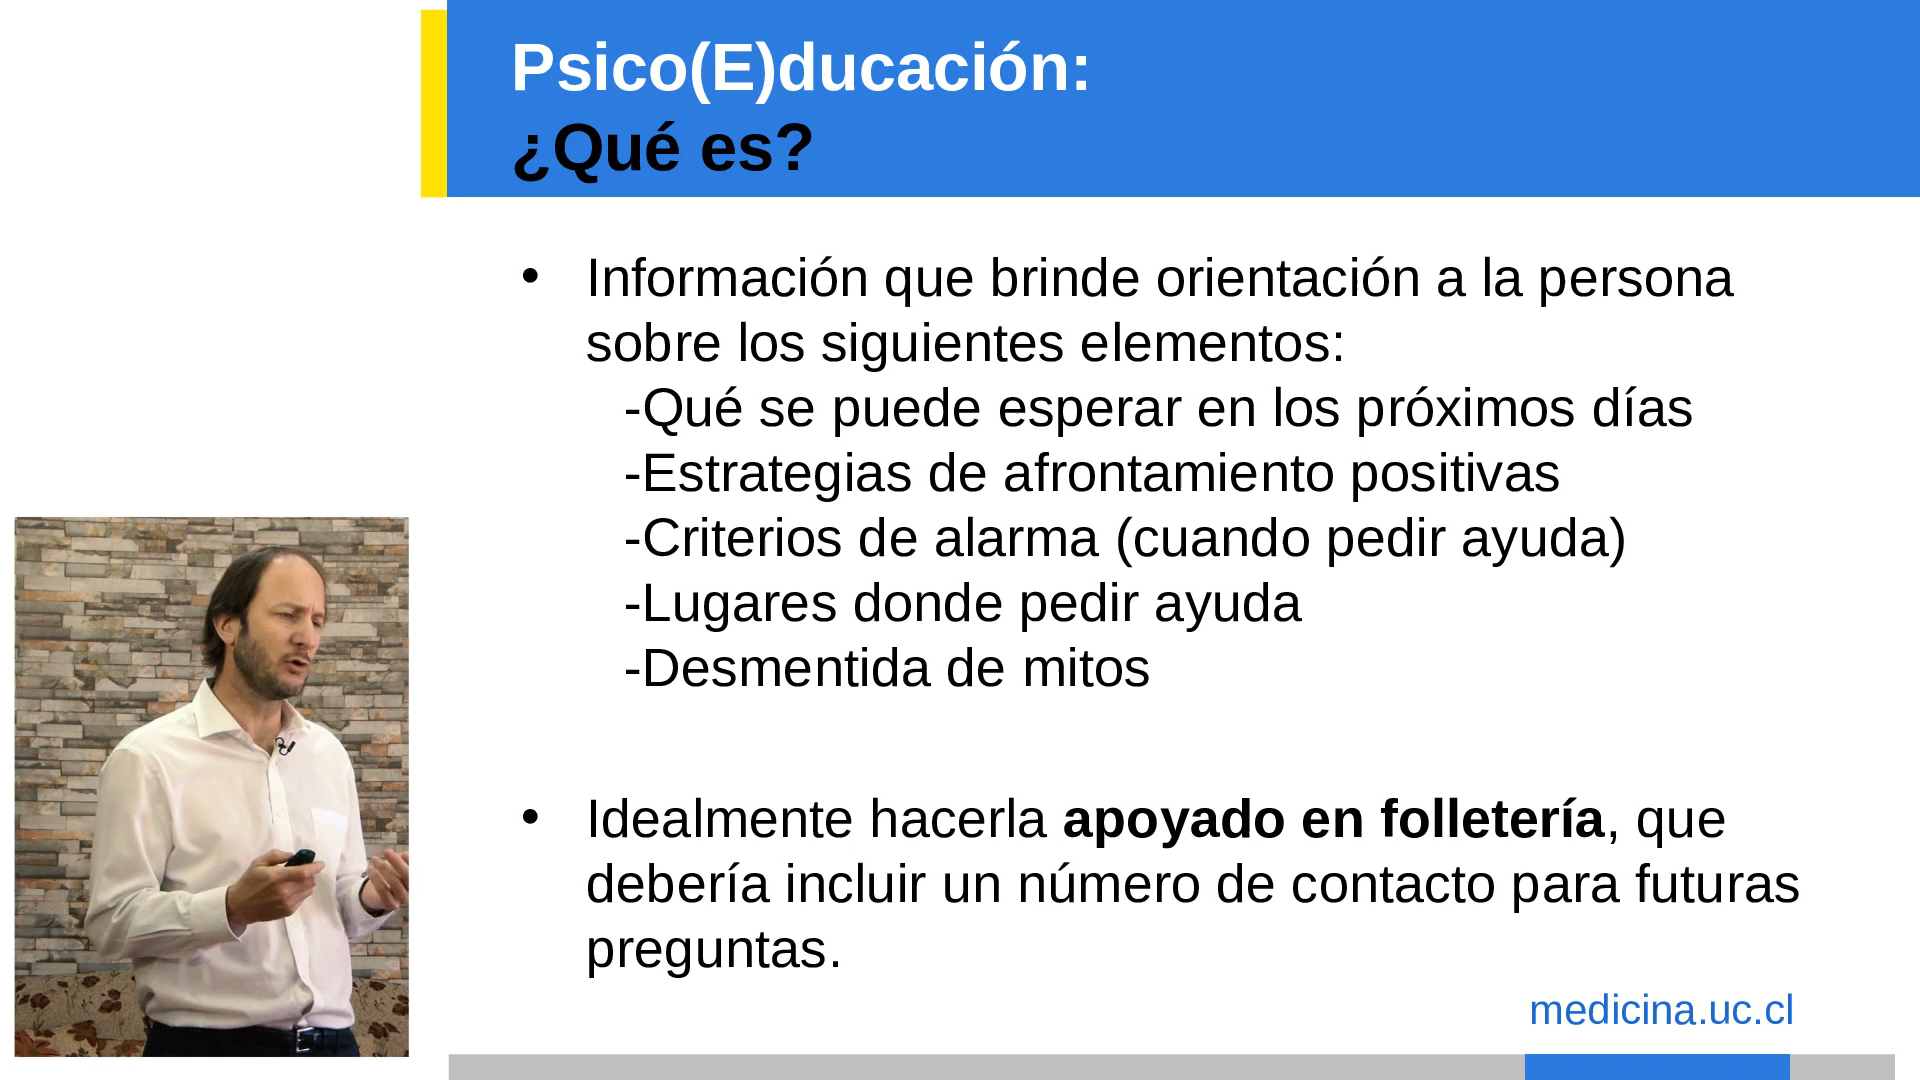 Psico(E)ducación:
¿Qué es?
• Información que brinde orientación a la persona
sobre los siguientes elementos:
-Qué se puede esperar en los próximos días
-Estrategias de afrontamiento positivas
-Criterios de alarma (cuando pedir ayuda)
-Lugares donde pedir ayuda
-Desmentida de mitos
• Idealmente hacerla apoyado en folletería, que
debería incluir un número de contacto para futuras
preguntas.
medicina.uc.cl